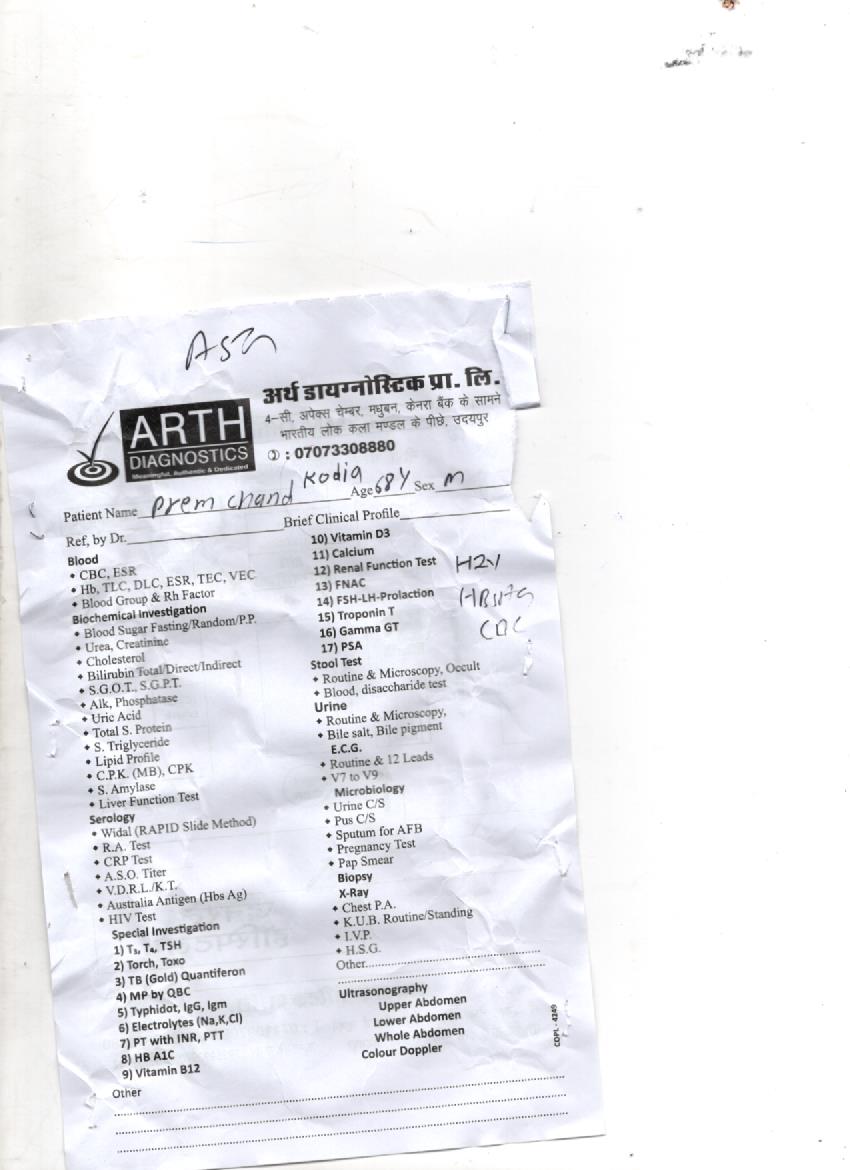 अर्थ डायग्नोस्टिक प्रा. लि.
4-सी, अपेक्स चेम्बर, मधुबन, केनरा बैंक के सामने
भारतीय लोक कला मण्डल के पीछे, उदयपुर
: 07073308880
ARTH
DIAGNOSTICS
Meaningful, Authentic & Dedicated
Patient Name Prem Chand Kodia Age 68Y Sex M
Ref, by Dr. Brief Clinical Profile
Blood
• CBC, ESR
• Hb, TLC, DLC, ESR, TEC, VEC
• Blood Group & Rh Factor
Biochemical Investigation
• Blood Sugar Fasting/Random/P.P.
• Urea, Creatinine
• Cholesterol
• Bilirubin Total/Direct/Indirect
• S.G.O.T., S.G.P.T.
• Alk, Phosphatase
• Uric Acid
• Total S. Protein
• S. Triglyceride
• Lipid Profile
• C.P.K. (MB), CPK
• S. Amylase
• Liver Function Test
Serology
• Widal (RAPID Slide Method)
• R.A. Test
• CRP Test
• A.S.O. Titer
• V.D.R.L./K.T.
• Australia Antigen (Hbs Ag)
• HIV Test
Special Investigation
1) T₃, T₄, TSH
2) Torch, Toxo
3) TB (Gold) Quantiferon
4) MP by QBC
5) Typhidot, IgG, Igm
6) Electrolytes (Na,K,Cl)
7) PT with INR, PTT
8) HB A1C
9) Vitamin B12
Other
10) Vitamin D3
11) Calcium
12) Renal Function Test
13) FNAC
14) FSH-LH-Prolaction
15) Troponin T
16) Gamma GT
17) PSA
Stool Test
• Routine & Microscopy, Occult
• Blood, disaccharide test
Urine
• Routine & Microscopy,
• Bile salt, Bile pigment
E.C.G.
• Routine & 12 Leads
• V7 to V9
Microbiology
• Urine C/S
• Pus C/S
• Sputum for AFB
• Pregnancy Test
• Pap Smear
Biopsy
X-Ray
• Chest P.A.
• K.U.B. Routine/Standing
• I.V.P.
• H.S.G.
Other
Ultrasonography
Upper Abdomen
Lower Abdomen
Whole Abdomen
Colour Doppler
COPL - 4249